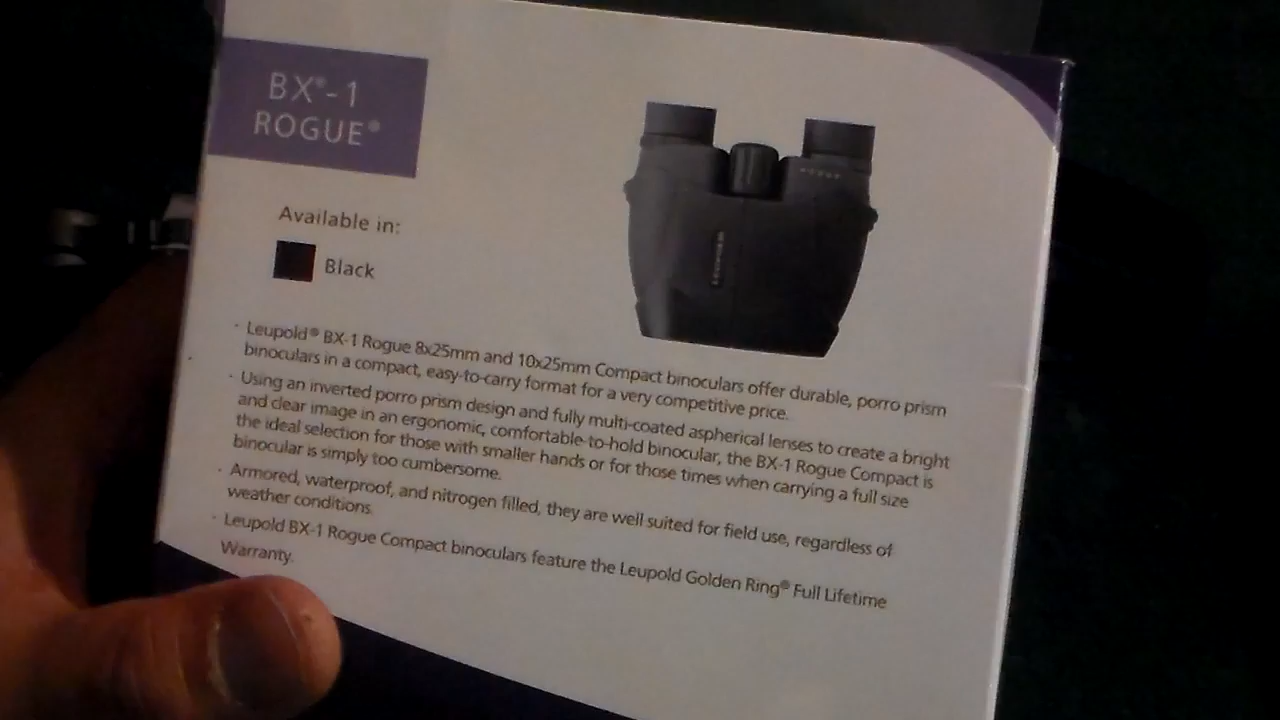 BX®-1
ROGUE®
Available in:
Black
· Leupold® BX-1 Rogue 8x25mm and 10x25mm Compact binoculars offer durable, porro prism
binoculars in a compact, easy-to-carry format for a very competitive price.
· Using an inverted porro prism design and fully multi-coated aspherical lenses to create a bright
and clear image in an ergonomic, comfortable-to-hold binocular, the BX-1 Rogue Compact is
the ideal selection for those with smaller hands or for those times when carrying a full size
binocular is simply too cumbersome.
· Armored, waterproof, and nitrogen filled, they are well suited for field use, regardless of
weather conditions.
· Leupold BX-1 Rogue Compact binoculars feature the Leupold Golden Ring® Full Lifetime
Warranty.
LEUPOLD